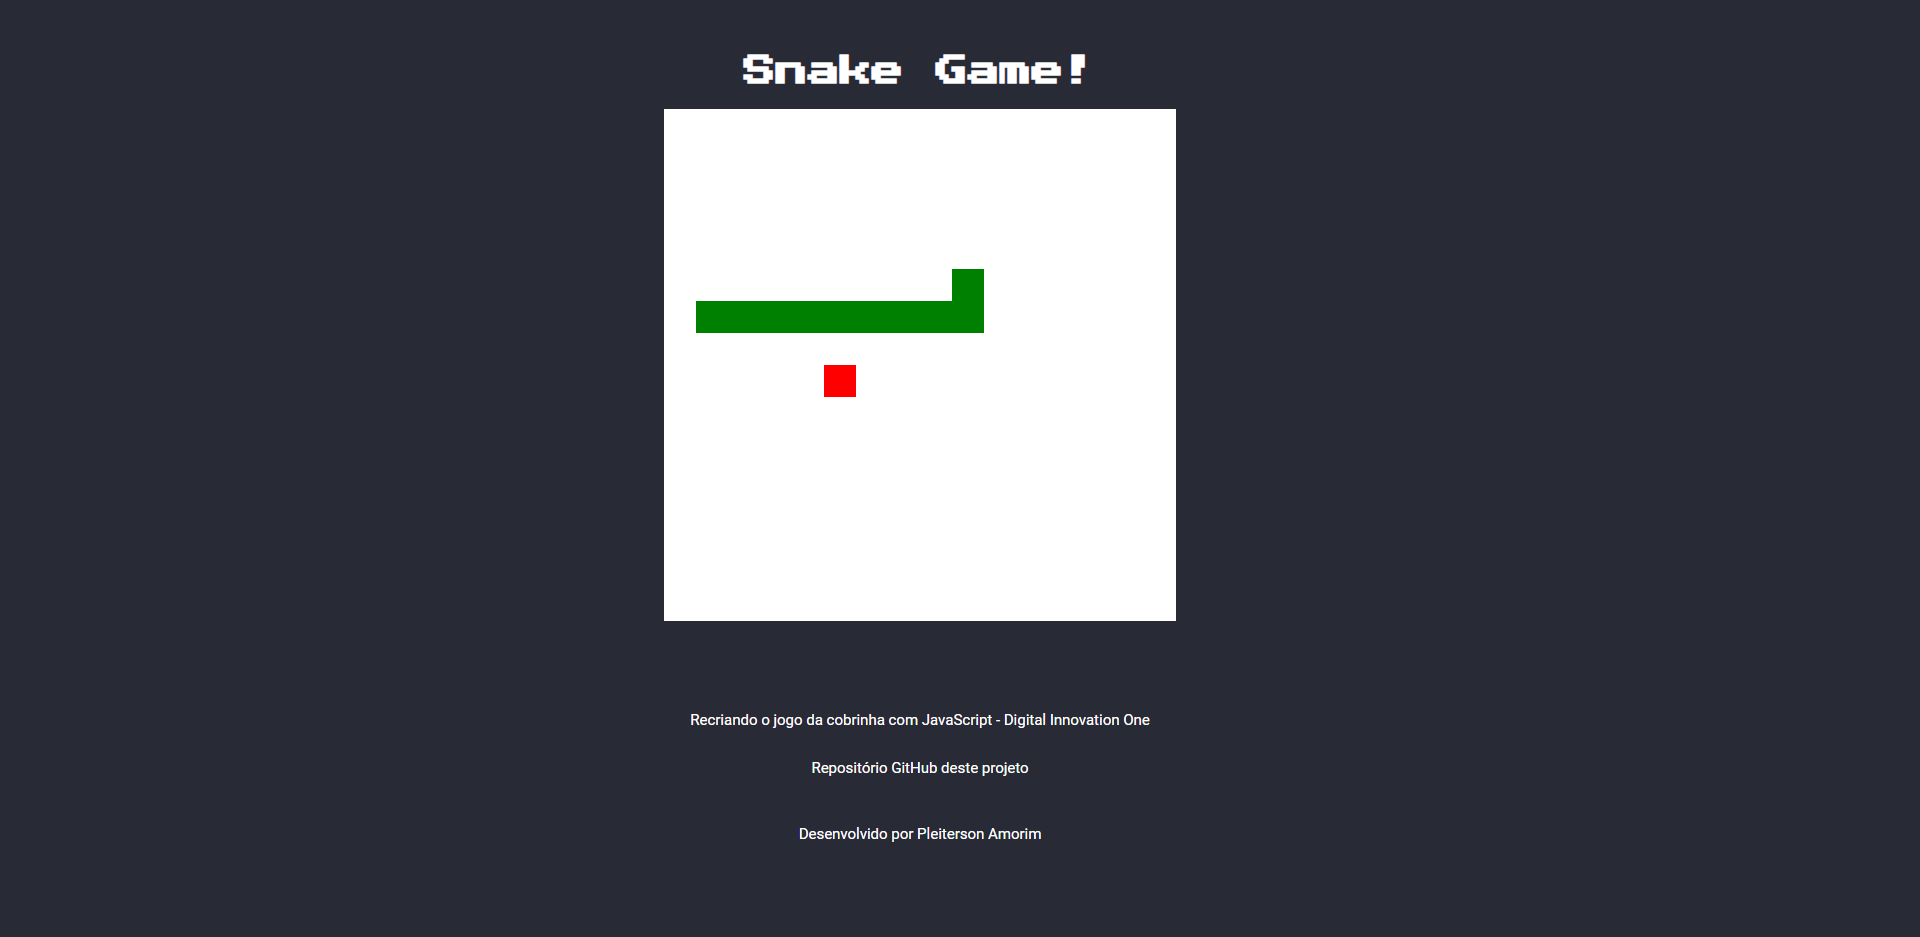 Snake Game!
Recriando o jogo da cobrinha com JavaScript - Digital Innovation One
Repositório GitHub deste projeto
Desenvolvido por Pleiterson Amorim